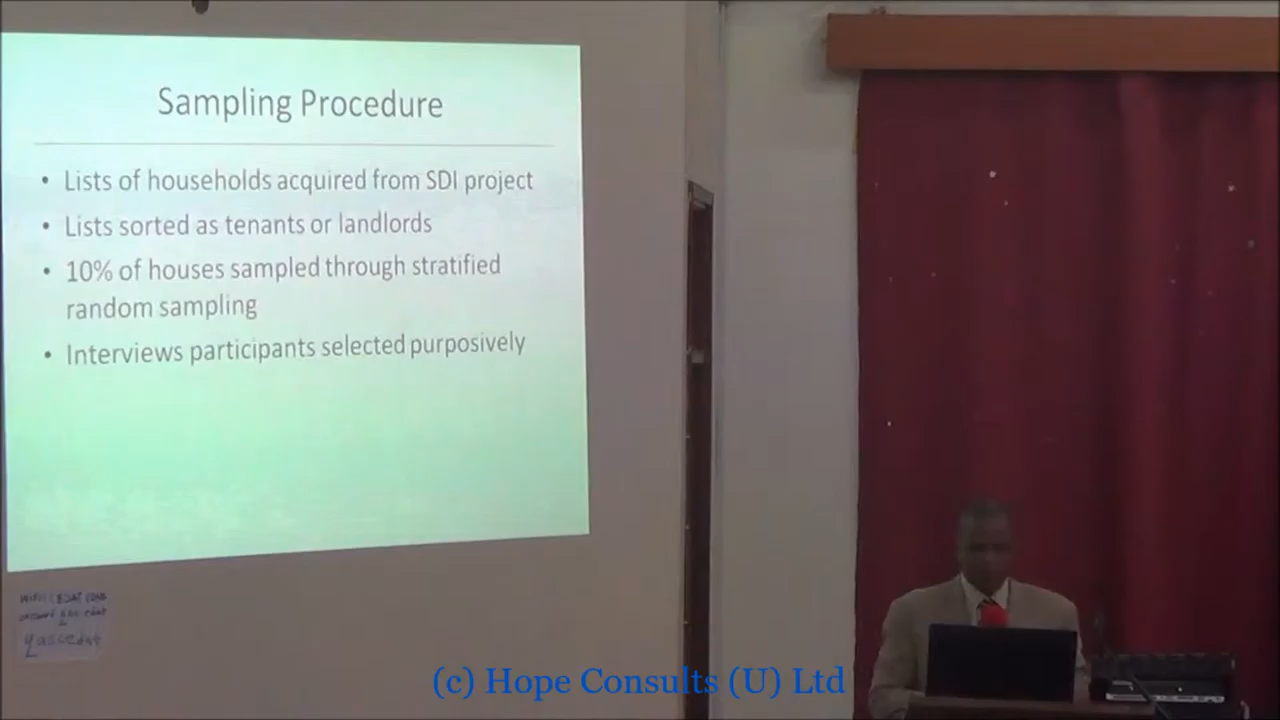 Sampling Procedure
• Lists of households acquired from SDI project
• Lists sorted as tenants or landlords
• 10% of houses sampled through stratified
random sampling
• Interviews participants selected purposively
(c) Hope Consults (U) Ltd